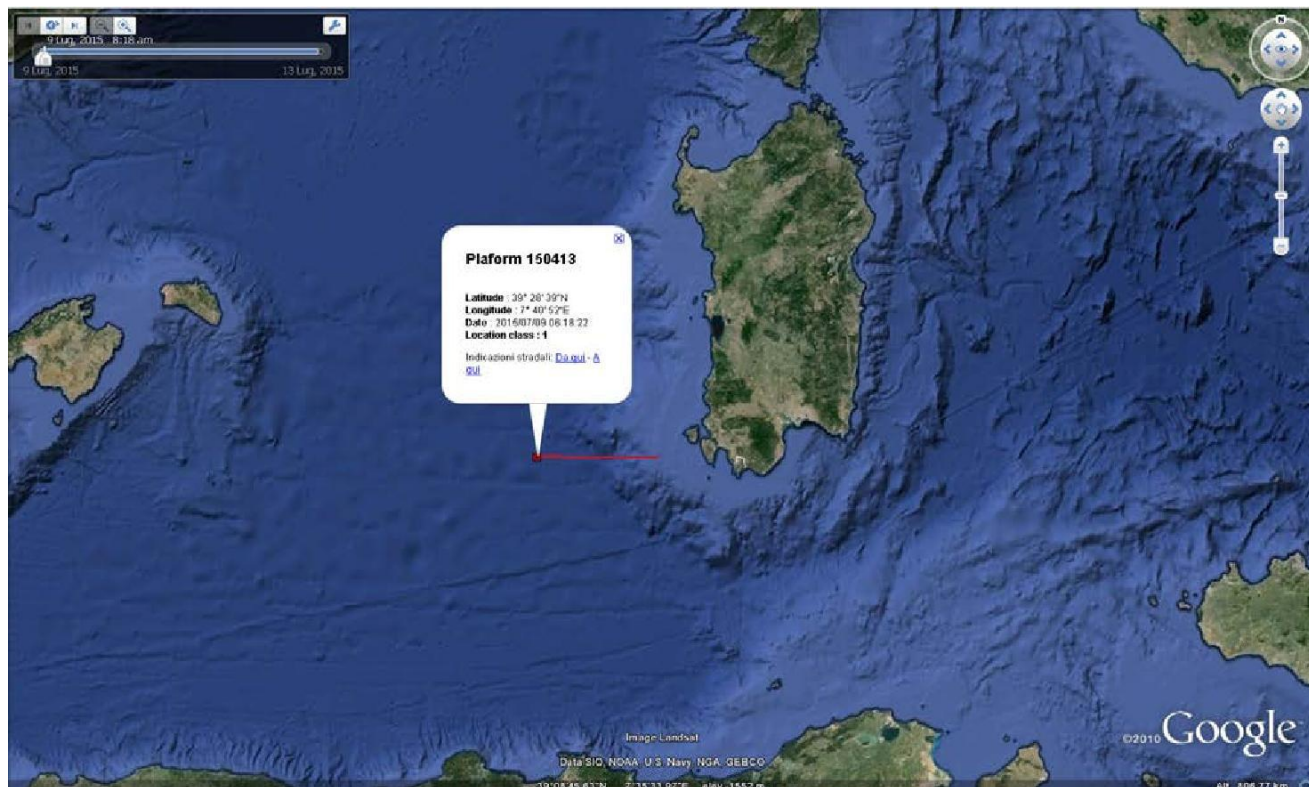 9 Lug, 2015 8:18 am
9 Lug, 2015
13 Lug, 2015
N
Plaform 150413
Latitude : 39° 28' 39"N
Longitude : 7° 40' 52"E
Date : 2015/07/09 06:18:22
Location class : 1
Indicazioni stradali: Da qui - A
qui
Image Landsat
Data SIO, NOAA, U.S. Navy, NGA, GEBCO
©2010 Google